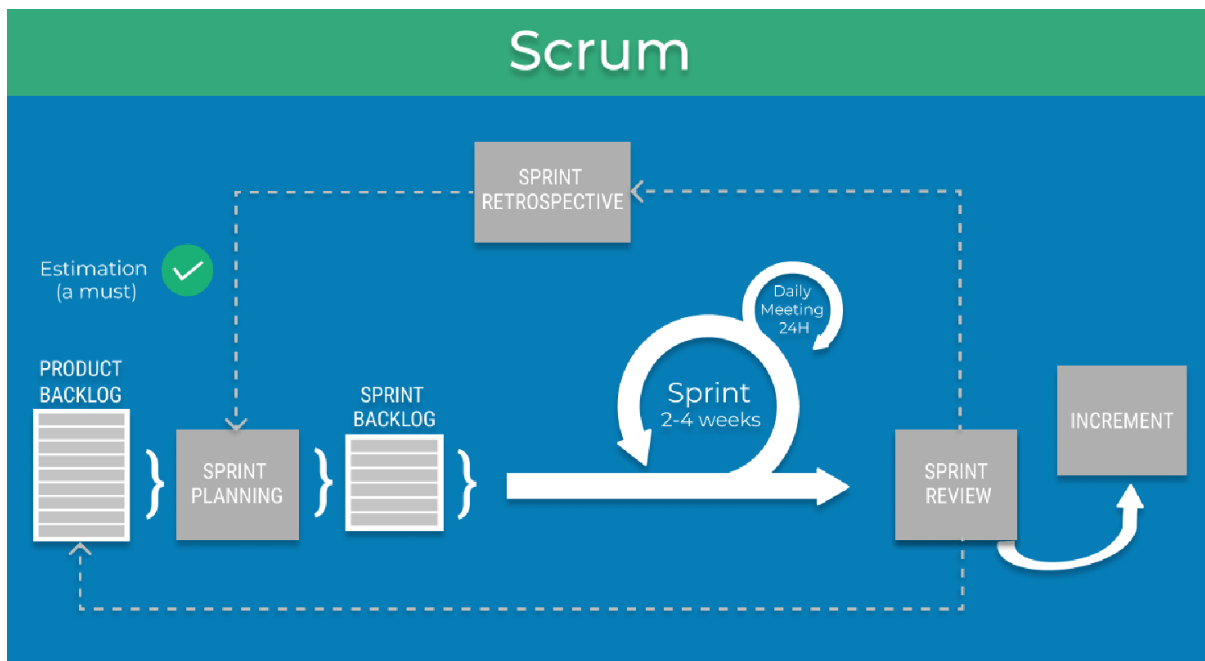 Scrum
SPRINT
RETROSPECTIVE
Estimation
(a must)
Daily
Meeting
24H
PRODUCT
BACKLOG
SPRINT
BACKLOG
Sprint
2-4 weeks
INCREMENT
SPRINT
PLANNING
SPRINT
REVIEW